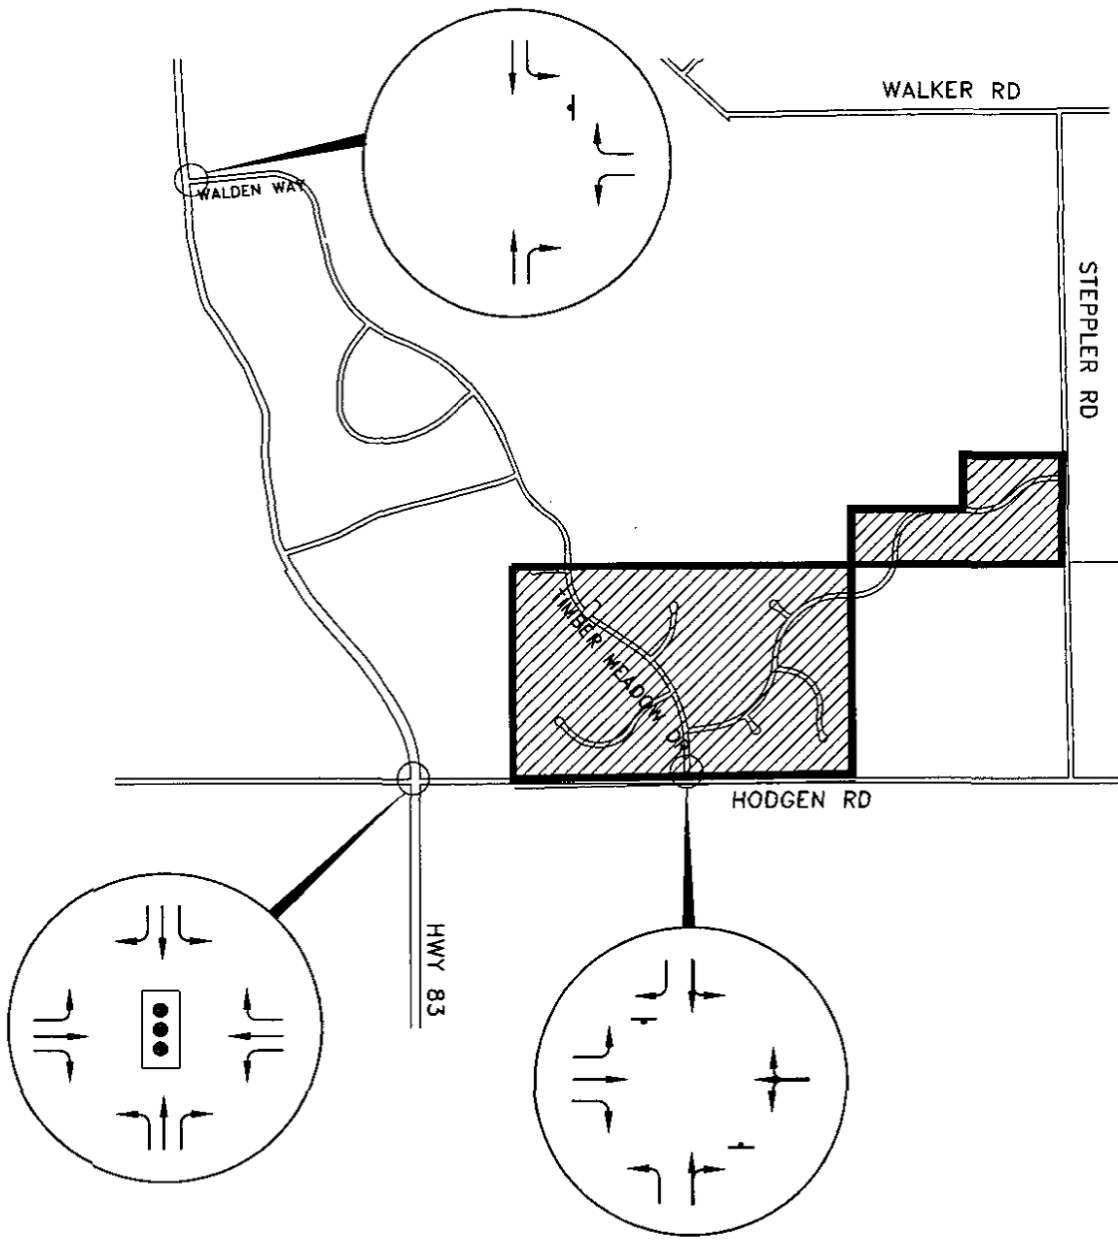 WALKER RD
WALDEN WAY
STEPPLER RD
TIMBER MEADOW DR
HODGEN RD
HWY 83